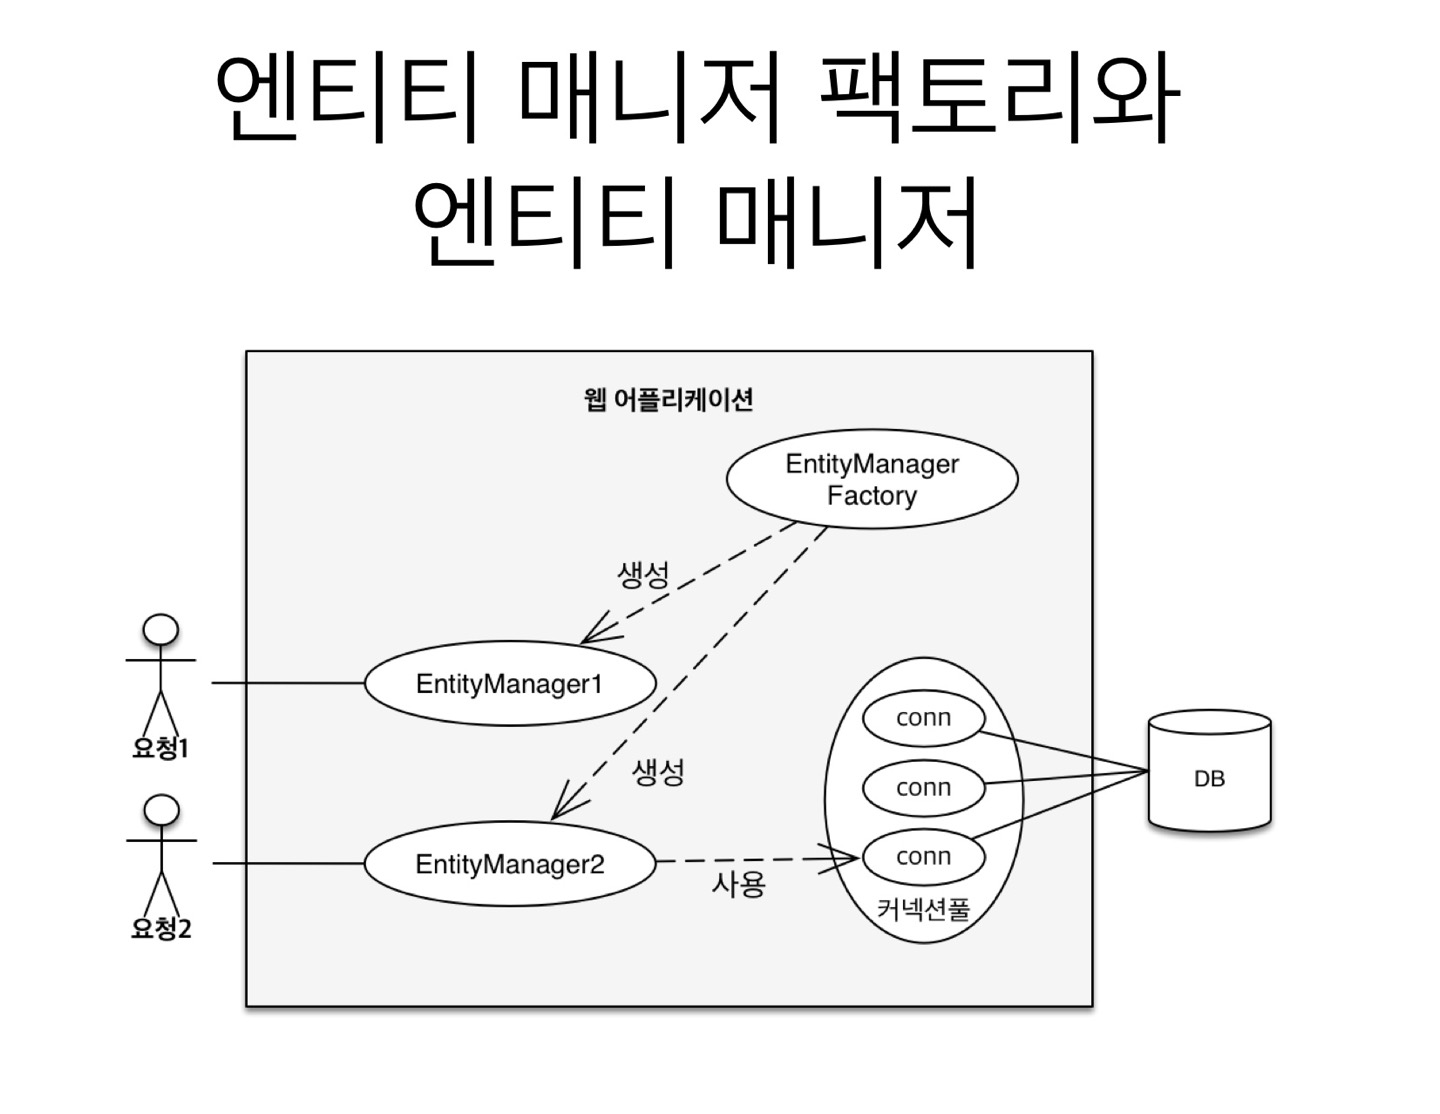 엔티티 매니저 팩토리와
엔티티 매니저
웹 어플리케이션
EntityManager
Factory
생성
EntityManager1
요청1
생성
EntityManager2
요청2
사용
conn
conn
conn
커넥션풀
DB